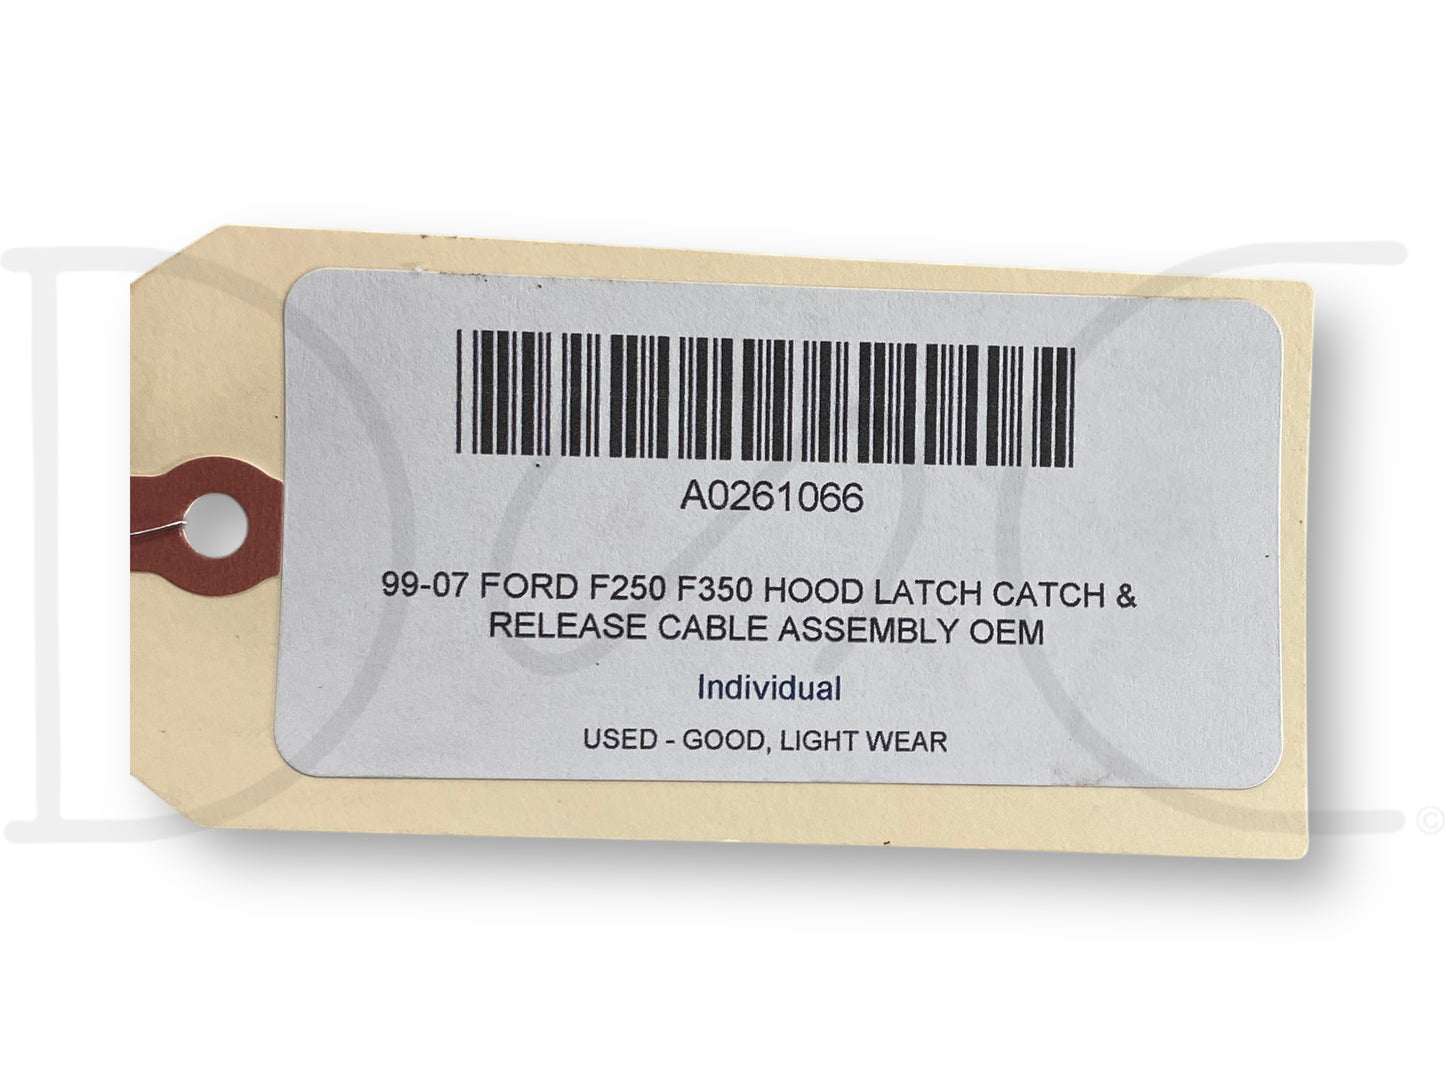 A0261066
99-07 FORD F250 F350 HOOD LATCH CATCH &
RELEASE CABLE ASSEMBLY OEM
Individual
USED - GOOD, LIGHT WEAR
D C ©